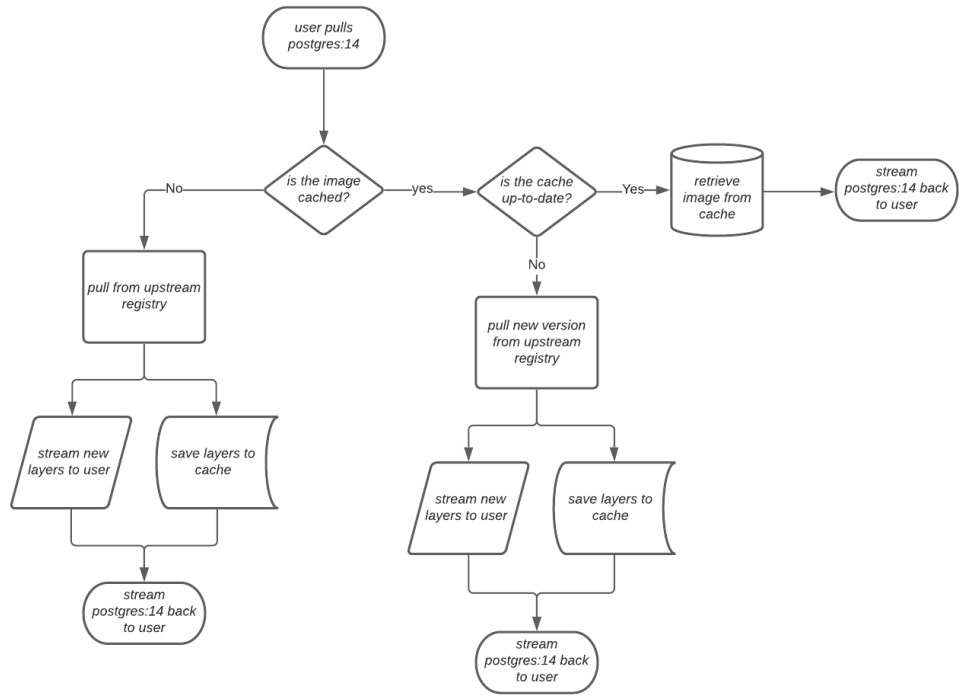 user pulls
postgres:14
is the image
cached?
No
yes
is the cache
up-to-date?
Yes
No
retrieve
image from
cache
stream
postgres:14 back
to user
pull from upstream
registry
stream new
layers to user
save layers to
cache
stream
postgres:14 back
to user
pull new version
from upstream
registry
stream new
layers to user
save layers to
cache
stream
postgres:14 back
to user